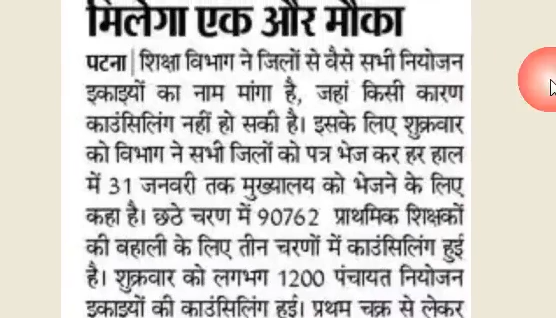 मिलेगा एक और मौका
पटना | शिक्षा विभाग ने जिलों से वैसे सभी नियोजन
इकाइयों का नाम मांगा है, जहां किसी कारण
काउंसिलिंग नहीं हो सकी है। इसके लिए शुक्रवार
को विभाग ने सभी जिलों को पत्र भेज कर हर हाल
में 31 जनवरी तक मुख्यालय को भेजने के लिए
कहा है। छठे चरण में 90762 प्राथमिक शिक्षकों
की बहाली के लिए तीन चरणों में काउंसिलिंग हुई
है। शुक्रवार को लगभग 1200 पंचायत नियोजन
इकाइयों की काउंसिलिंग हुई। प्रथम चक्र से लेकर